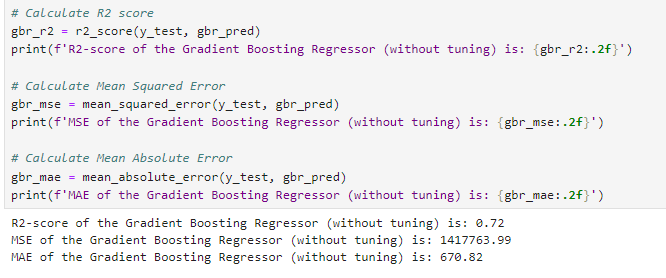 # Calculate R2 score
gbr_r2 = r2_score(y_test, gbr_pred)
print(f'R2-score of the Gradient Boosting Regressor (without tuning) is: {gbr_r2:.2f}')
# Calculate Mean Squared Error
gbr_mse = mean_squared_error(y_test, gbr_pred)
print(f'MSE of the Gradient Boosting Regressor (without tuning) is: {gbr_mse:.2f}')
# Calculate Mean Absolute Error
gbr_mae = mean_absolute_error(y_test, gbr_pred)
print(f'MAE of the Gradient Boosting Regressor (without tuning) is: {gbr_mae:.2f}')
R2-score of the Gradient Boosting Regressor (without tuning) is: 0.72
MSE of the Gradient Boosting Regressor (without tuning) is: 1417763.99
MAE of the Gradient Boosting Regressor (without tuning) is: 670.82